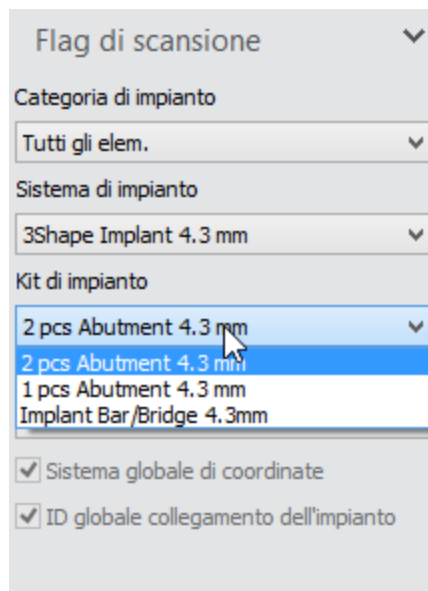 Flag di scansione
Categoria di impianto
Tutti gli elem.
Sistema di impianto
3Shape Implant 4.3 mm
Kit di impianto
2 pcs Abutment 4.3 mm
2 pcs Abutment 4.3 mm
1 pcs Abutment 4.3 mm
Implant Bar/Bridge 4.3mm
Sistema globale di coordinate
ID globale collegamento dell'impianto